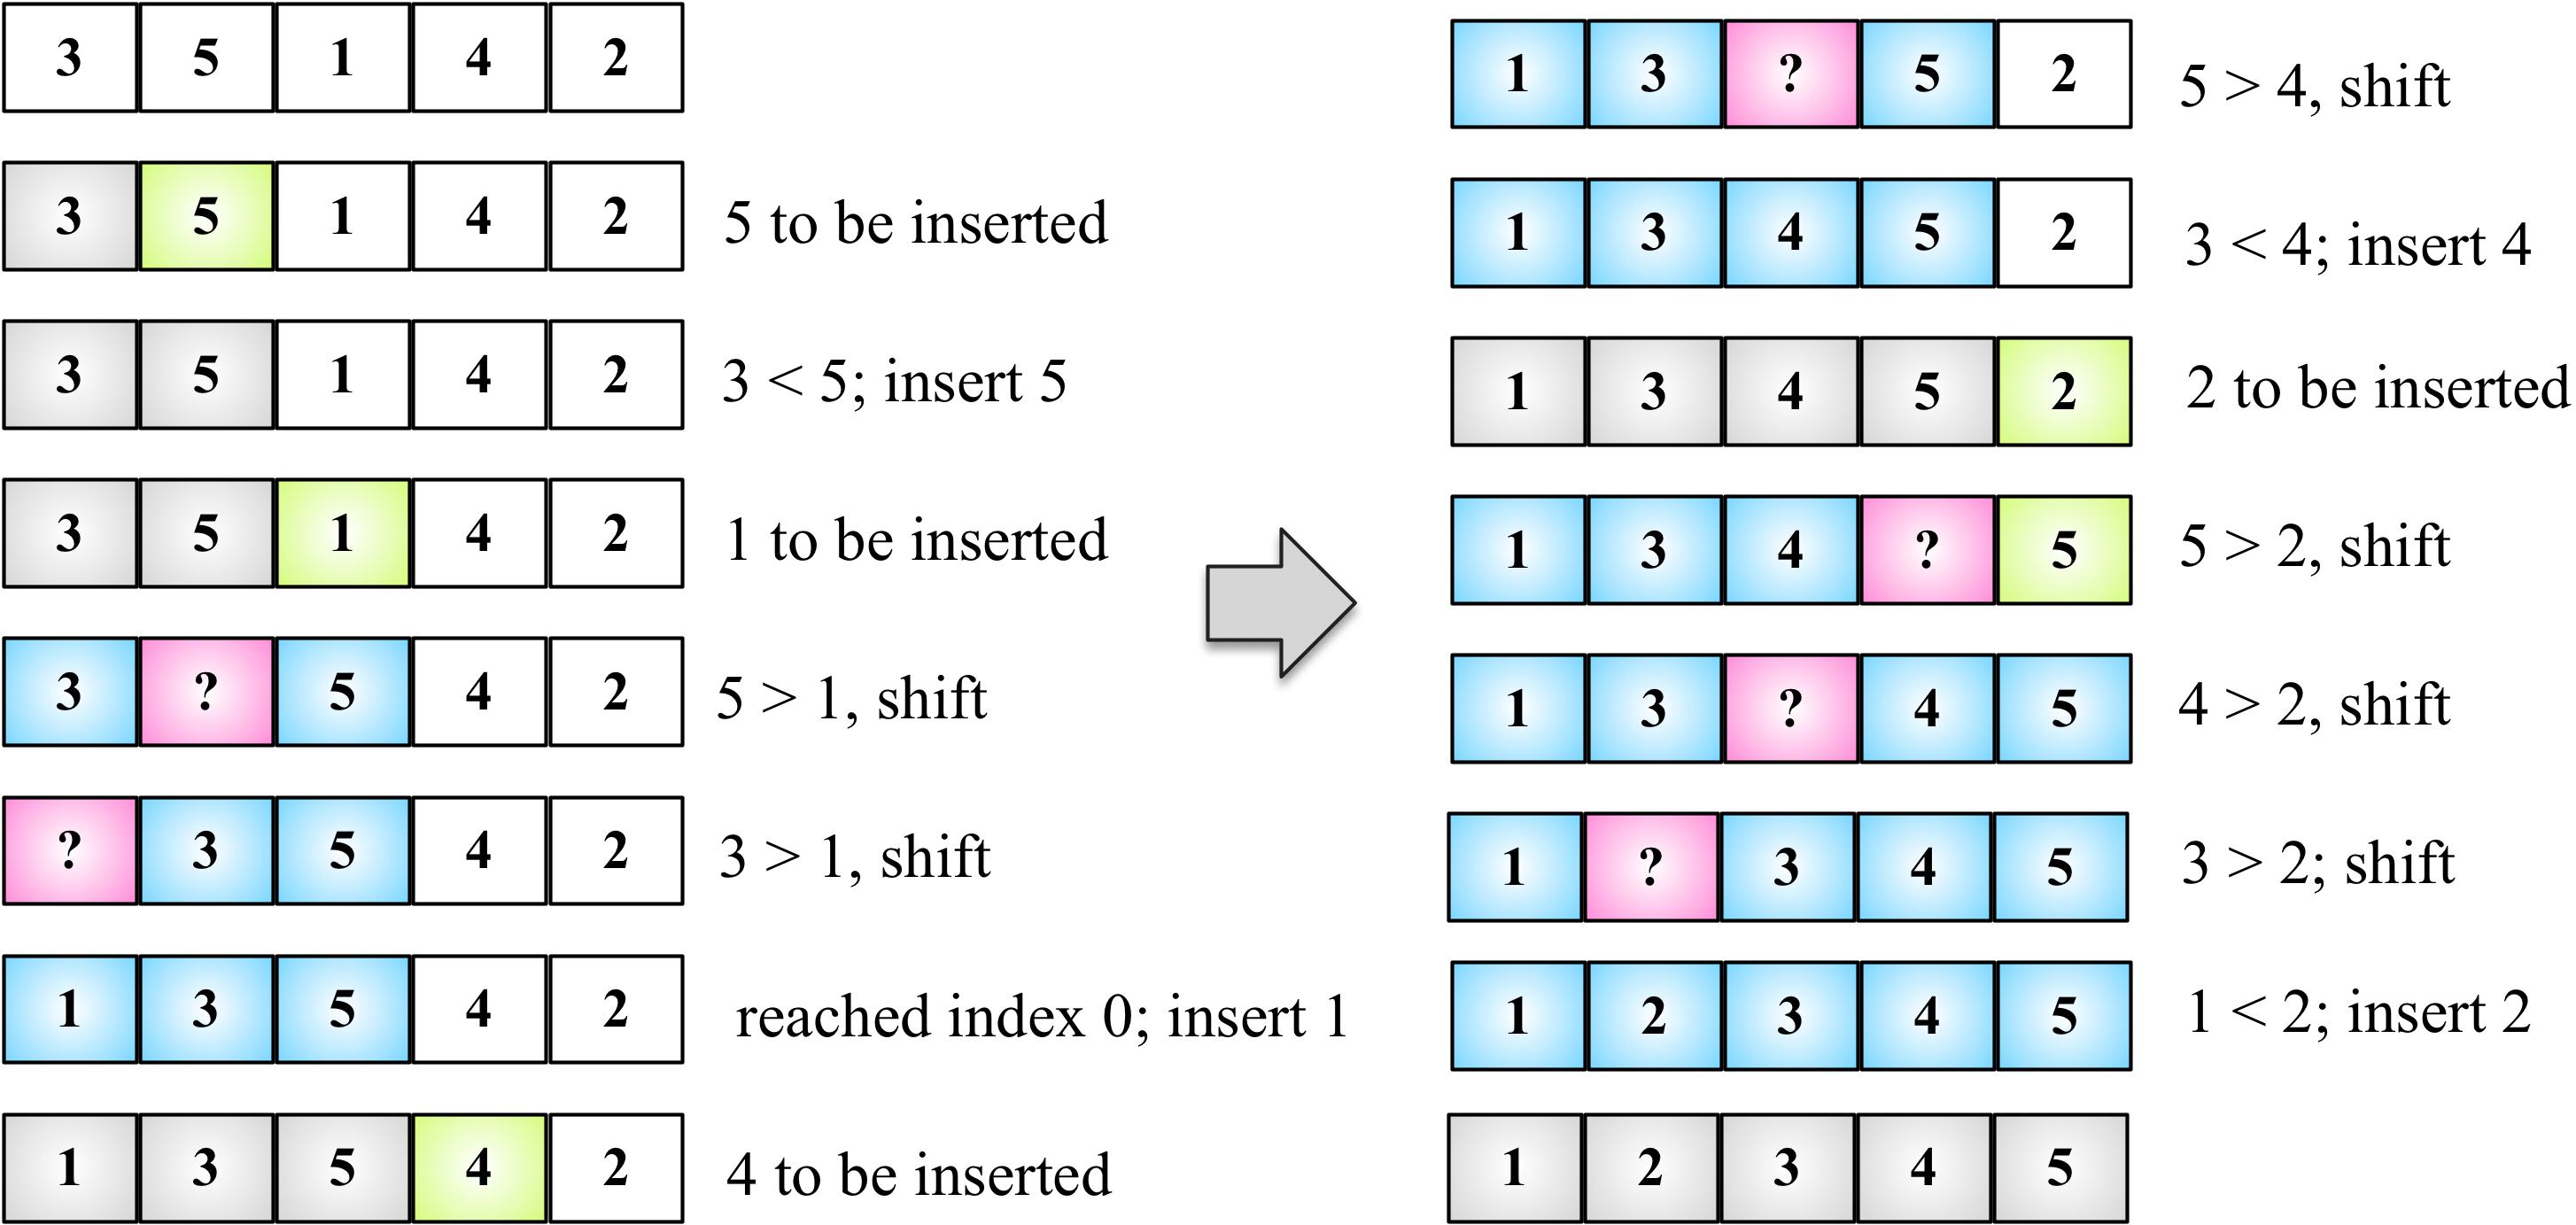 3 5 1 4 2
3 5 1 4 2 5 to be inserted
3 5 1 4 2 3 < 5; insert 5
3 5 1 4 2 1 to be inserted
3 ? 5 4 2 5 > 1, shift
? 3 5 4 2 3 > 1, shift
1 3 5 4 2 reached index 0; insert 1
1 3 5 4 2 4 to be inserted
1 3 ? 5 2 5 > 4, shift
1 3 4 5 2 3 < 4; insert 4
1 3 4 5 2 2 to be inserted
1 3 4 ? 5 5 > 2, shift
1 3 ? 4 5 4 > 2, shift
1 ? 3 4 5 3 > 2; shift
1 2 3 4 5 1 < 2; insert 2
1 2 3 4 5